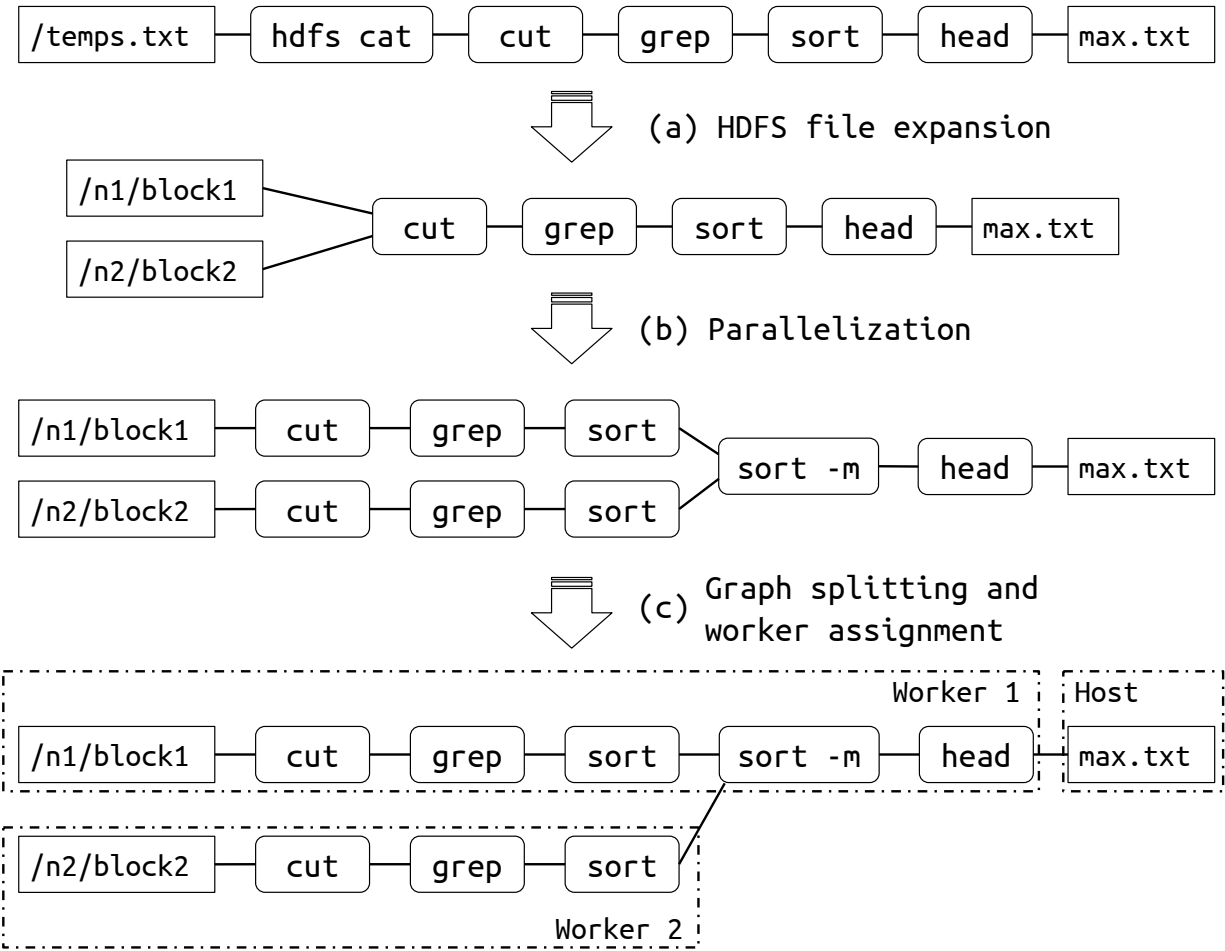 /temps.txt hdfs cat cut grep sort head max.txt
(a) HDFS file expansion
/n1/block1
cut grep sort head max.txt
/n2/block2
(b) Parallelization
/n1/block1 cut grep sort
sort -m head max.txt
/n2/block2 cut grep sort
(c) Graph splitting and
worker assignment
Worker 1 Host
/n1/block1 cut grep sort sort -m head max.txt
/n2/block2 cut grep sort
Worker 2